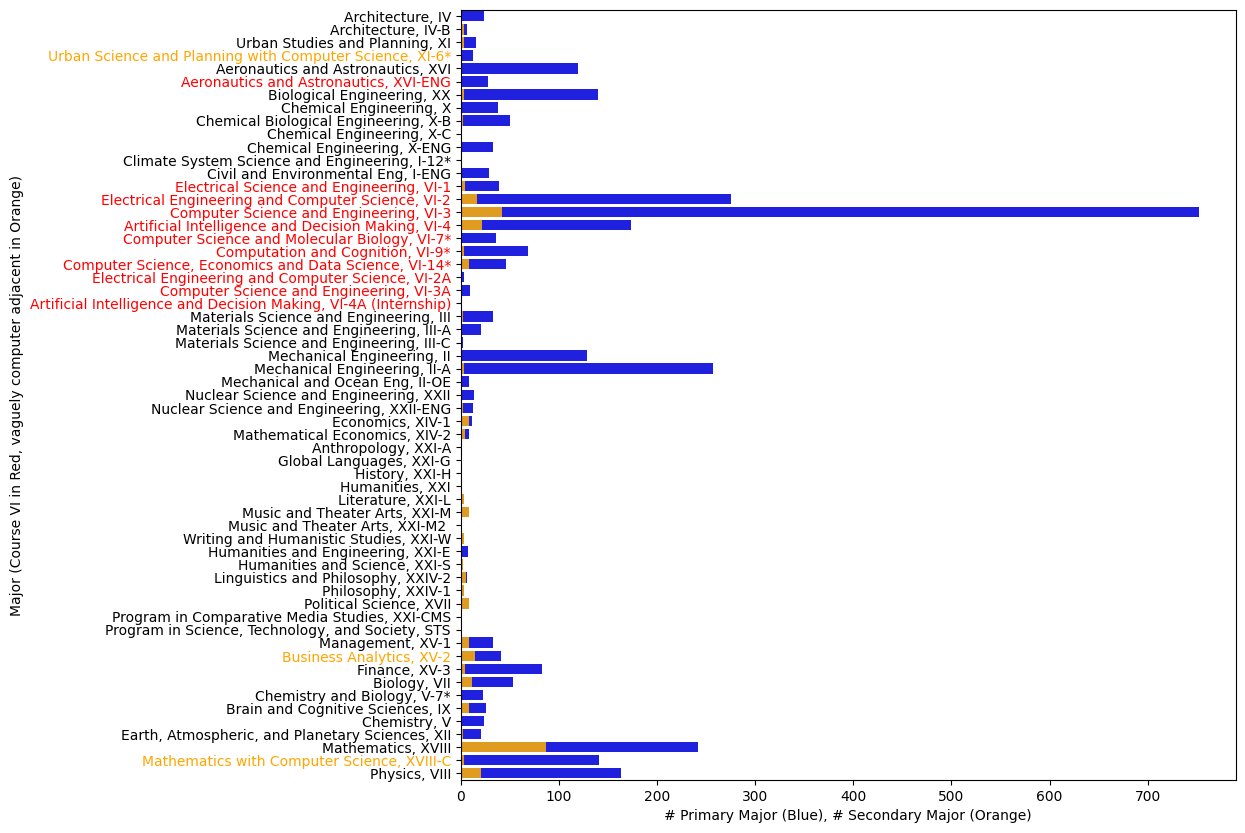 Architecture, IV
Architecture, IV-B
Urban Studies and Planning, XI
Urban Science and Planning with Computer Science, XI-6*
Aeronautics and Astronautics, XVI
Aeronautics and Astronautics, XVI-ENG
Biological Engineering, XX
Chemical Engineering, X
Chemical Biological Engineering, X-B
Chemical Engineering, X-C
Chemical Engineering, X-ENG
Climate System Science and Engineering, I-12*
Civil and Environmental Eng, I-ENG
Electrical Science and Engineering, VI-1
Electrical Engineering and Computer Science, VI-2
Computer Science and Engineering, VI-3
Artificial Intelligence and Decision Making, VI-4
Computer Science and Molecular Biology, VI-7*
Computation and Cognition, VI-9*
Computer Science, Economics and Data Science, VI-14*
Electrical Engineering and Computer Science, VI-2A
Computer Science and Engineering, VI-3A
Artificial Intelligence and Decision Making, VI-4A (Internship)
Materials Science and Engineering, III
Materials Science and Engineering, III-A
Materials Science and Engineering, III-C
Mechanical Engineering, II
Mechanical Engineering, II-A
Mechanical and Ocean Eng, II-OE
Nuclear Science and Engineering, XXII
Nuclear Science and Engineering, XXII-ENG
Economics, XIV-1
Mathematical Economics, XIV-2
Anthropology, XXI-A
Global Languages, XXI-G
History, XXI-H
Humanities, XXI
Literature, XXI-L
Music and Theater Arts, XXI-M
Music and Theater Arts, XXI-M2
Writing and Humanistic Studies, XXI-W
Humanities and Engineering, XXI-E
Humanities and Science, XXI-S
Linguistics and Philosophy, XXIV-2
Philosophy, XXIV-1
Political Science, XVII
Program in Comparative Media Studies, XXI-CMS
Program in Science, Technology, and Society, STS
Management, XV-1
Business Analytics, XV-2
Finance, XV-3
Biology, VII
Chemistry and Biology, V-7*
Brain and Cognitive Sciences, IX
Chemistry, V
Earth, Atmospheric, and Planetary Sciences, XII
Mathematics, XVIII
Mathematics with Computer Science, XVIII-C
Physics, VIII
Major (Course VI in Red, vaguely computer adjacent in Orange)
0 100 200 300 400 500 600 700
# Primary Major (Blue), # Secondary Major (Orange)